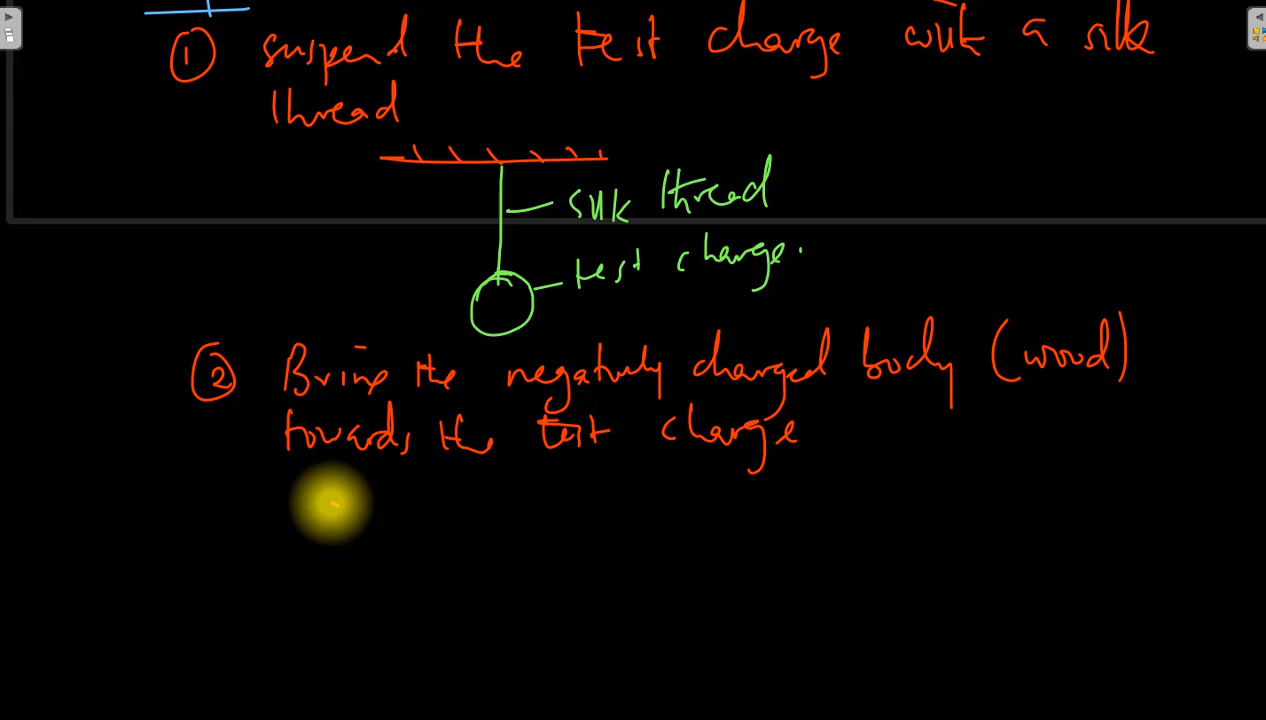 ① suspend the test charge with a silk
thread
silk thread
test charge.
② Bring the negatively charged body (wood)
towards the test charge